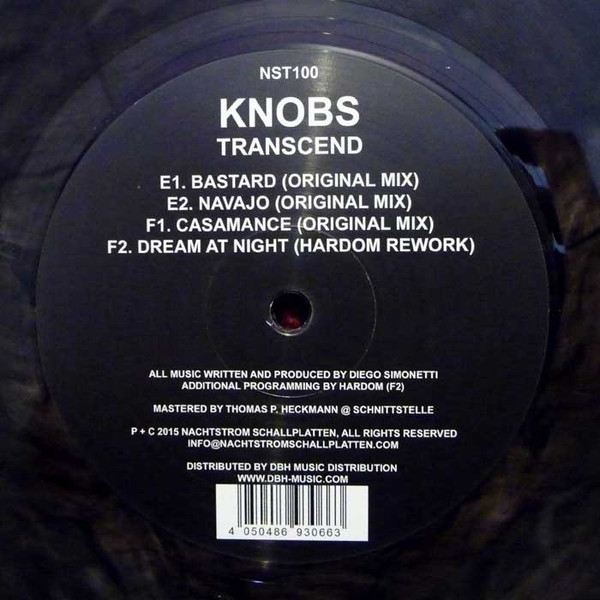 NST100
KNOBS
TRANSCEND
E1. BASTARD (ORIGINAL MIX)
E2. NAVAJO (ORIGINAL MIX)
F1. CASAMANCE (ORIGINAL MIX)
F2. DREAM AT NIGHT (HARDOM REWORK)
ALL MUSIC WRITTEN AND PRODUCED BY DIEGO SIMONETTI
ADDITIONAL PROGRAMMING BY HARDOM (F2)
MASTERED BY THOMAS P. HECKMANN @ SCHNITTSTELLE
P + C 2015 NACHTSTROM SCHALLPLATTEN, ALL RIGHTS RESERVED
INFO@NACHTSTROMSCHALLPLATTEN.COM
DISTRIBUTED BY DBH MUSIC DISTRIBUTION
WWW.DBH-MUSIC.COM
4 050486 930663